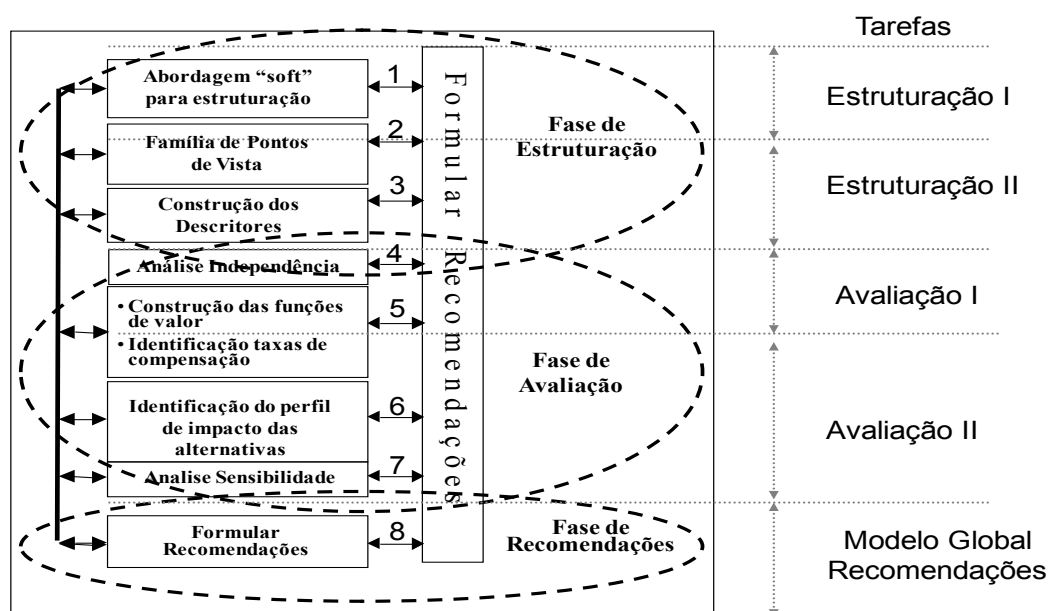 Tarefas
Abordagem “soft”
para estruturação
1
Família de Pontos
de Vista
2
Construção dos
Descritores
3
Análise Independência
4
• Construção das funções
de valor
• Identificação taxas de
compensação
5
Identificação do perfil
de impacto das
alternativas
6
Analise Sensibilidade
7
Formular
Recomendações
8
Formular Recomendações
Fase de
Estruturação
Fase de
Avaliação
Fase de
Recomendações
Estruturação I
Estruturação II
Avaliação I
Avaliação II
Modelo Global
Recomendações